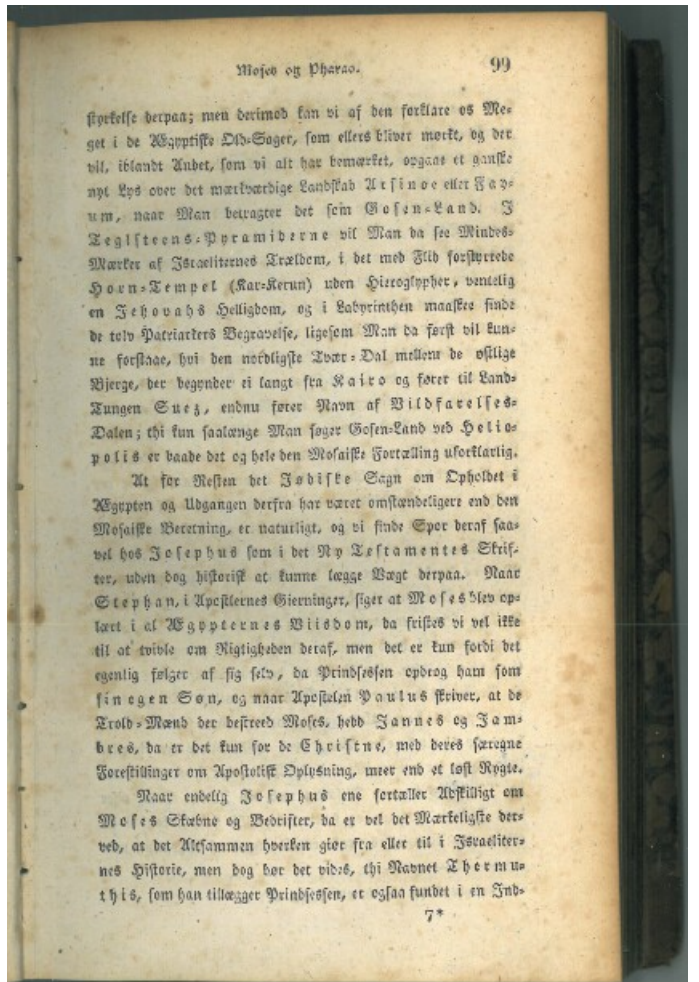 Moses og Pharao. 99
styrkelse derpaa; men derimod kan vi af den forklare os Me-
get i de Ægyptiske Old-Sager, som ellers bliver mørkt, og der
vil, iblandt Andet, som vi alt har bemærket, opgaae et ganske
nyt Lys over det mærkværdige Landskab Arsinoe eller Fay-
um, naar Man betragter det som Gosen-Land. I
Teglsteens-Pyramiderne vil Man da see Mindes-
Mærker af Israeliternes Trældom, i det med Flid forstyrrede
Horn-Tempel (Kar-Kerun) uden Hieroglypher, ventelig
en Jehovahs Helligdom, og i Labyrinthen maaskee finde
de tolv Patriarkers Begravelse, ligesom Man da først vil kun-
ne forstaae, hvi den nordligste Tvær-Dal mellem de østlige
Bjerge, der begynder ei langt fra Kairo og fører til Land-
Tungen Suez, endnu fører Navn af Vildfarelses-
Dalen; thi kun saalænge Man søger Gosen-Land ved Helio-
polis er baade det og hele den Mosaiske Fortælling uforklarlig.
At for Resten det Jødiske Sagn om Opholdet i
Ægypten og Udgangen derfra har været omstændeligere end den
Mosaiske Beretning, er naturligt, og vi finde Spor deraf saa-
vel hos Josephus som i det Ny Testamentes Skrif-
ter, uden dog historisk at kunne lægge Vægt derpaa. Naar
Stephan, i Apostlernes Gierninger, siger at Moses blev op-
lært i al Ægypternes Viisdom, da fristes vi vel ikke
til at tvivle om Rigtigheden deraf, men det er kun fordi det
egenlig følger af sig selv, da Prindsessen opdrog ham som
sin egen Søn, og naar Apostelen Paulus skriver, at de
Trold-Mænd der bestreed Moses, hedd Jannes og Jam-
bres, da er det kun for de Christne, med deres særegne
Forestillinger om Apostolisk Oplysning, meer end et løst Rygte.
Naar endelig Josephus ene fortæller Adskilligt om
Moses Skæbne og Bedrifter, da er vel det Mærkeligste der-
ved, at det Altsammen hverken giør fra eller til i Israeliter-
nes Historie, men dog bør det vides, thi Navnet Thermu-
this, som han tillægger Prindsessen, er ogsaa fundet i en Ind-
7*